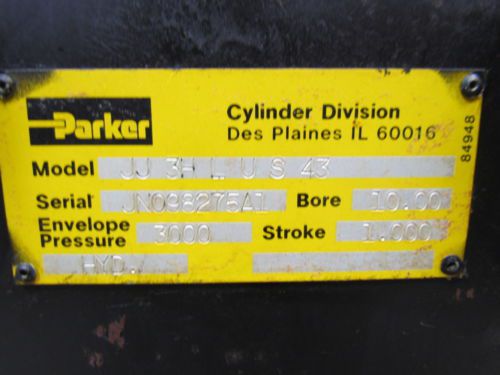 Parker
Cylinder Division
Des Plaines IL 60016
84948
Model JJ 3H L U S 43
Serial JN098275A1 Bore 10.00
Envelope Pressure 3000 Stroke 1.000
HYD.